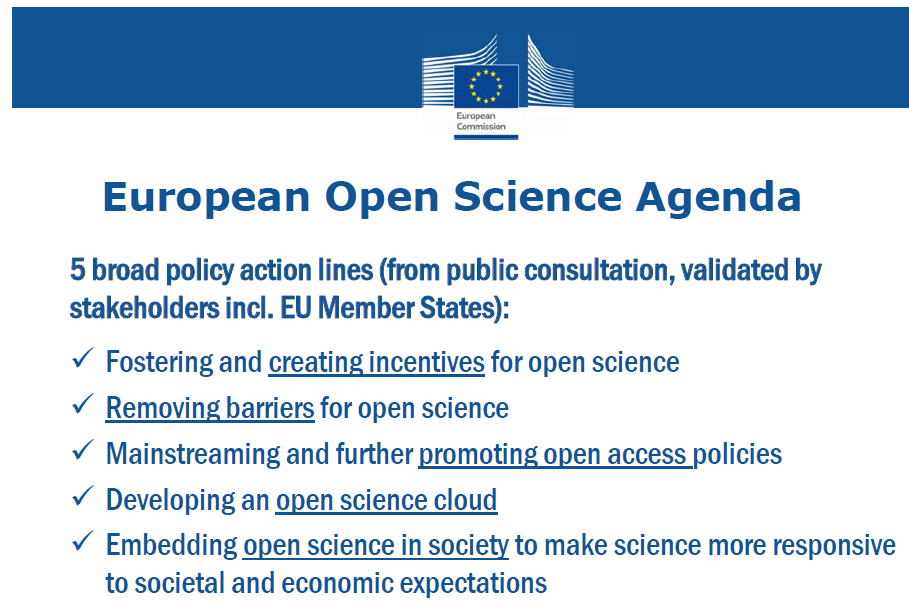 European
Commission
European Open Science Agenda
5 broad policy action lines (from public consultation, validated by
stakeholders incl. EU Member States):
✓ Fostering and creating incentives for open science
✓ Removing barriers for open science
✓ Mainstreaming and further promoting open access policies
✓ Developing an open science cloud
✓ Embedding open science in society to make science more responsive
to societal and economic expectations